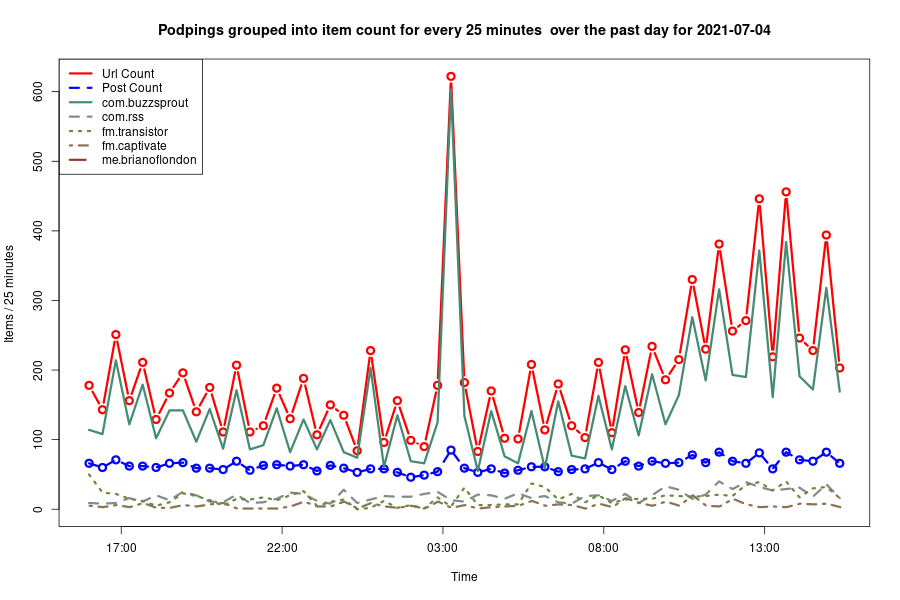 Podpings grouped into item count for every 25 minutes  over the past day for 2021-07-04
Url Count
Post Count
com.buzzsprout
com.rss
fm.transistor
fm.captivate
me.brianoflondon
Items / 25 minutes
600
500
400
300
200
100
0
17:00 22:00 03:00 08:00 13:00
Time